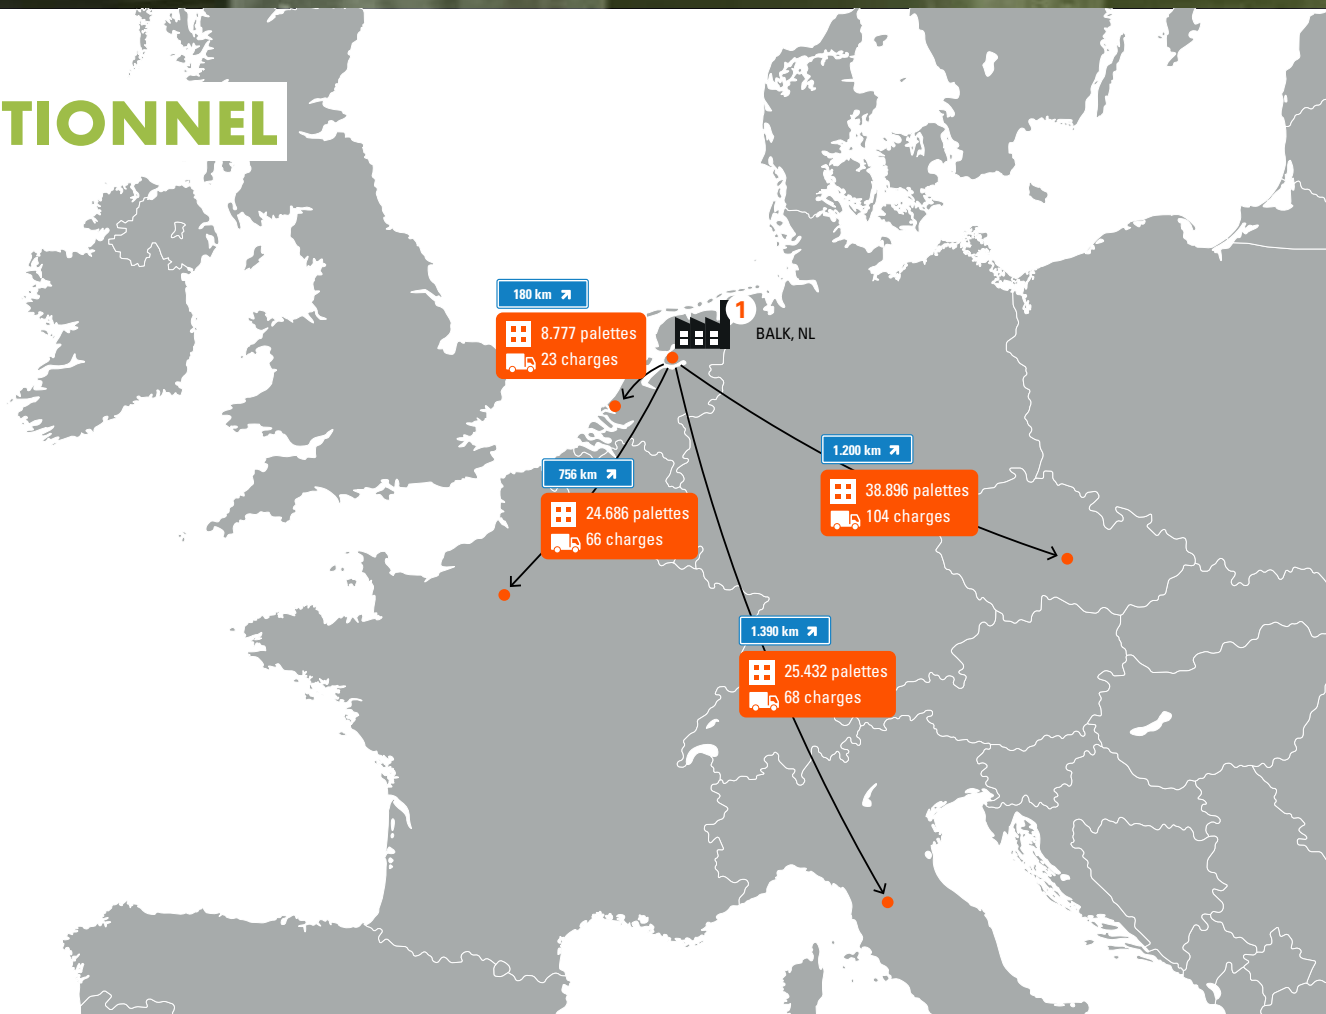 TIONNEL
180 km
8.777 palettes
23 charges
1
BALK, NL
756 km
24.686 palettes
66 charges
1.200 km
38.896 palettes
104 charges
1.390 km
25.432 palettes
68 charges